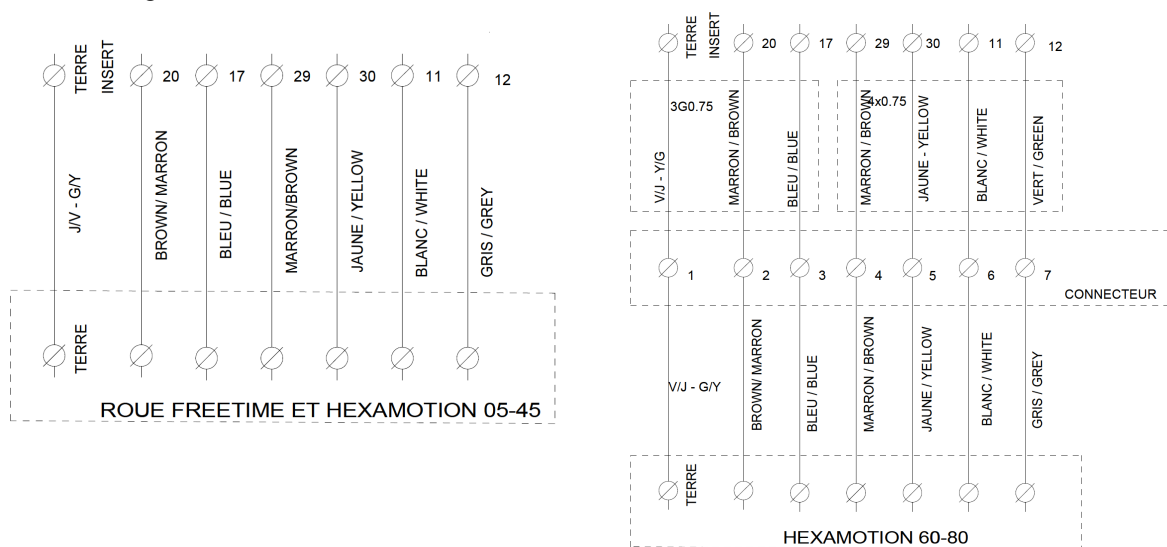 TERRE
INSERT
20
17
29
30
11
12
J/V - G/Y
BROWN/ MARRON
BLEU / BLUE
MARRON/BROWN
JAUNE / YELLOW
BLANC / WHITE
GRIS / GREY
TERRE
ROUE FREETIME ET HEXAMOTION 05-45
TERRE
INSERT
20
17
29
30
11
12
3G0.75
4x0.75
V/J - Y/G
MARRON / BROWN
BLEU / BLUE
MARRON / BROWN
JAUNE - YELLOW
BLANC / WHITE
VERT / GREEN
1
2
3
4
5
6
7
CONNECTEUR
V/J - G/Y
BROWN/ MARRON
BLEU / BLUE
MARRON / BROWN
JAUNE / YELLOW
BLANC / WHITE
GRIS / GREY
TERRE
HEXAMOTION 60-80